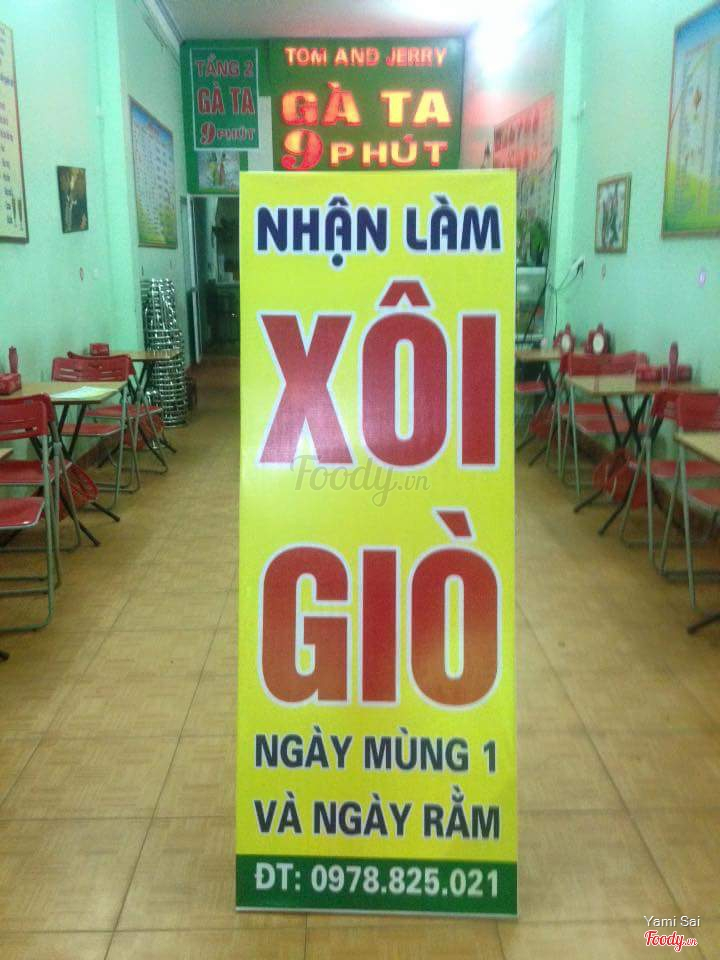 TOM AND JERRY
TẦNG 2
GÀ TA
9 PHÚT
GÀ TA
9 PHÚT
NHẬN LÀM
XÔI
GIÒ
NGÀY MÙNG 1
VÀ NGÀY RẰM
ĐT: 0978.825.021
Foody.vn
Yami Sai
Foody.vn